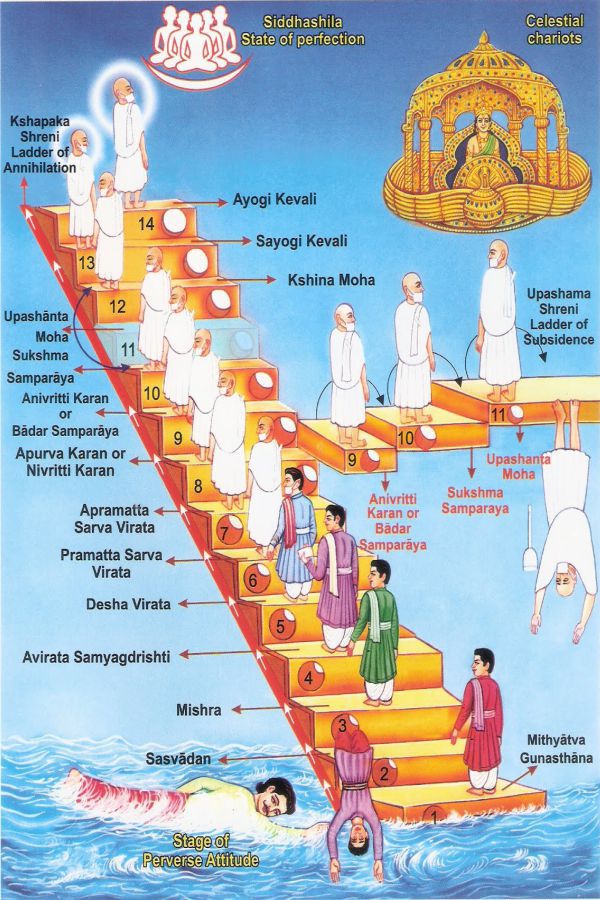 Siddhashila
State of perfection
Celestial
chariots
Kshapaka
Shreni
Ladder of
Annihilation
Ayogi Kevali
14
Sayogi Kevali
13
Kshina Moha
12
Upashānta
Moha
11
Sukshma
Samparāya
10
Anivritti Karan
or
Bādar Samparāya
9
Apurva Karan or
Nivritti Karan
8
Apramatta
Sarva Virata
7
Pramatta Sarva
Virata
6
Desha Virata
5
Avirata Samyagdrishti
4
Mishra
3
Sasvādan
2
Mithyātva
Gunasthāna
1
Upashama
Shreni
Ladder of
Subsidence
9
10
11
Anivritti
Karan or
Bādar
Samparāya
Sukshma
Samparaya
Upashanta
Moha
Stage of
Perverse Attitude